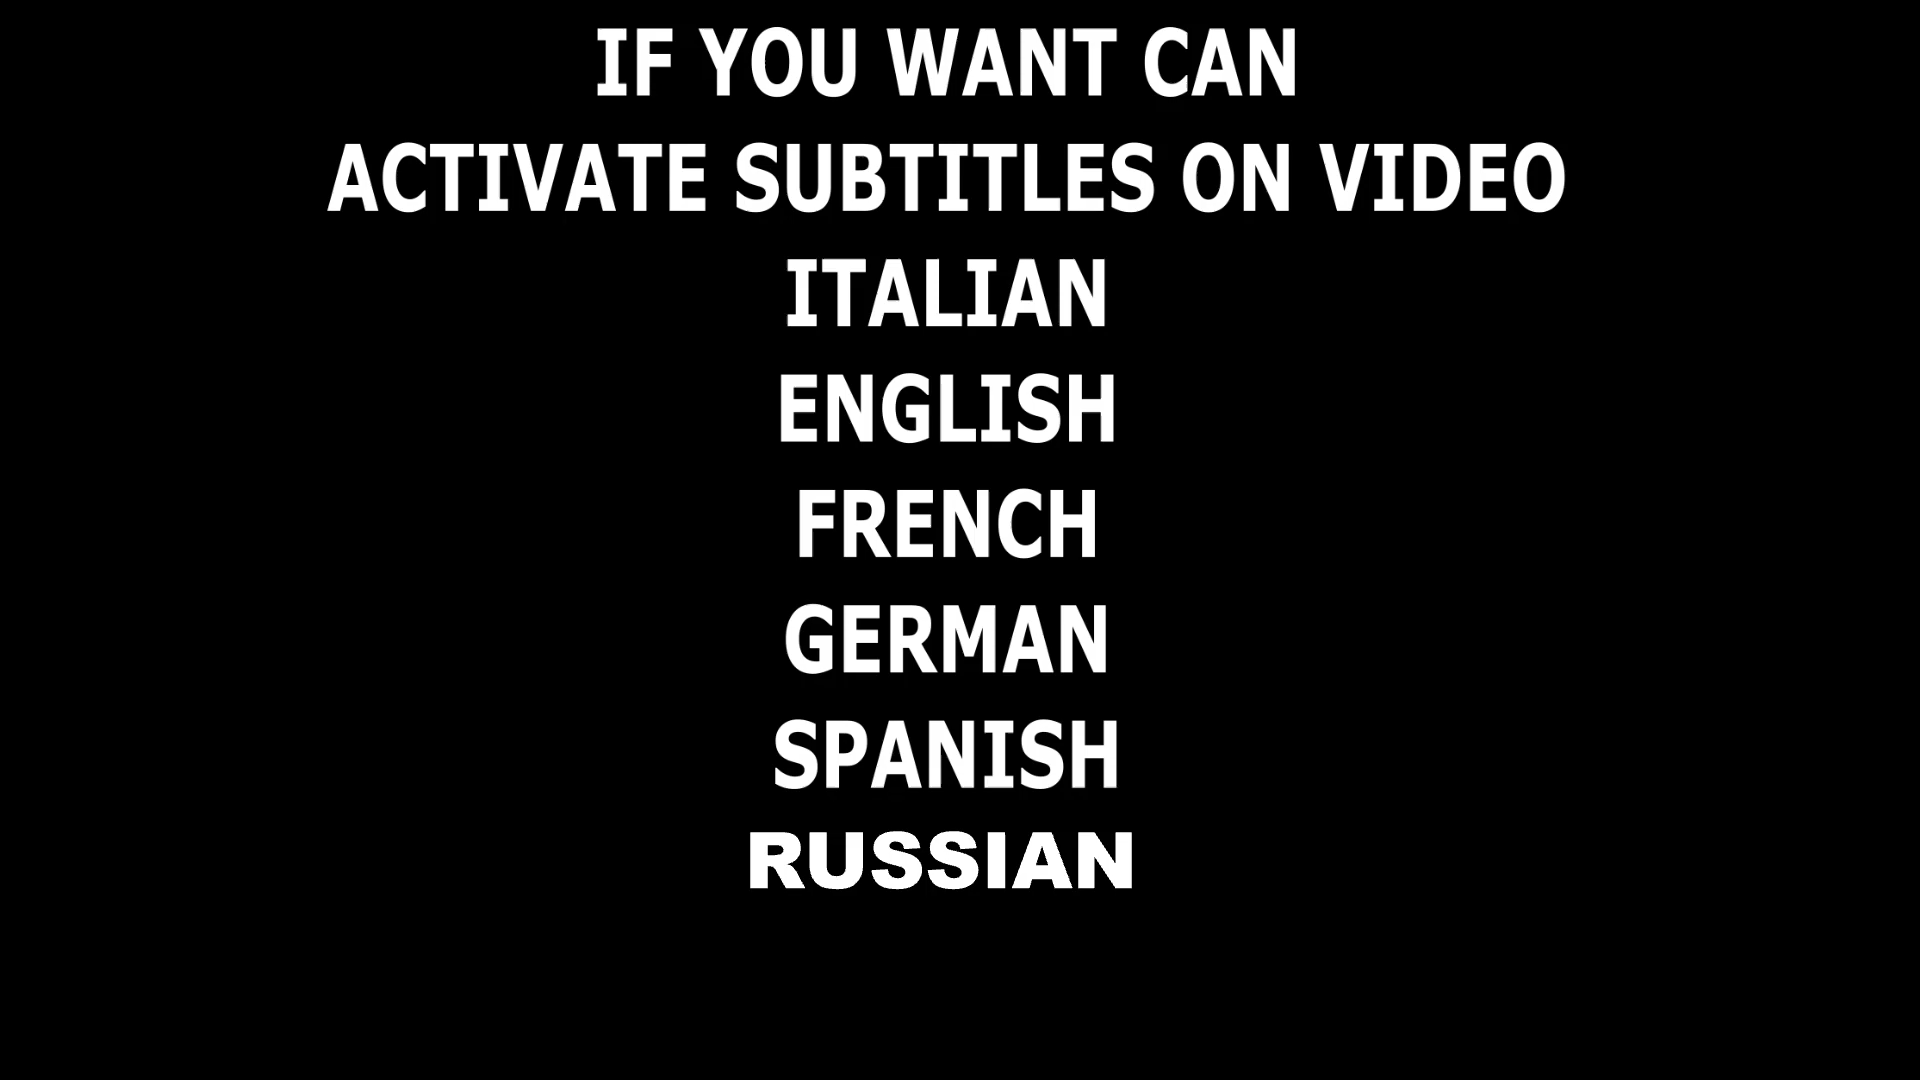 IF YOU WANT CAN
ACTIVATE SUBTITLES ON VIDEO
ITALIAN
ENGLISH
FRENCH
GERMAN
SPANISH
RUSSIAN